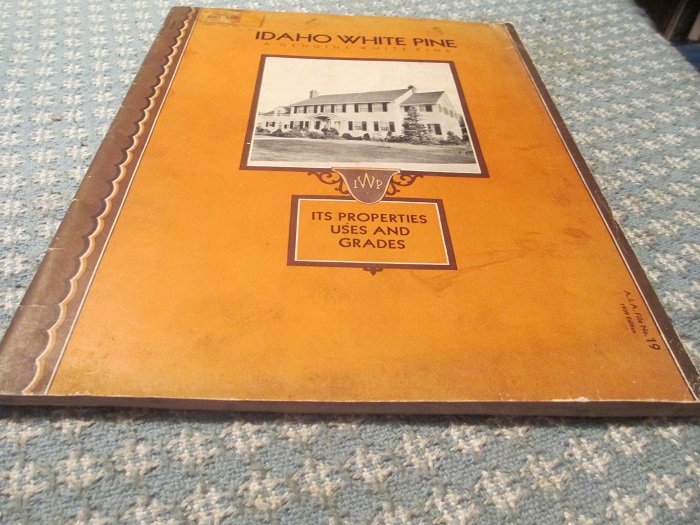 IDAHO WHITE PINE
A GENUINE WHITE PINE
IWP
ITS PROPERTIES
USES AND
GRADES
A.I.A. File No. 19